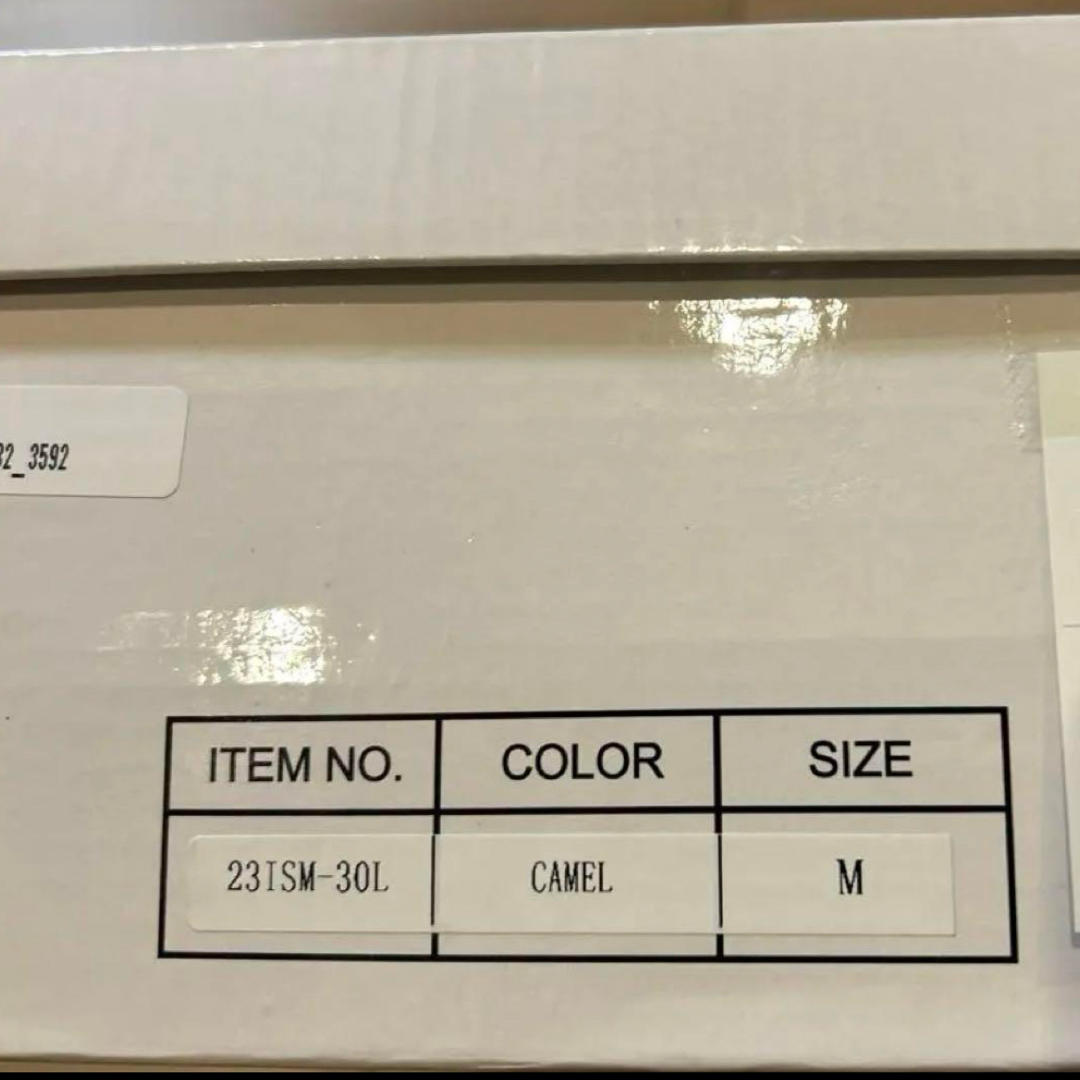 32_3592
ITEM NO. COLOR SIZE
23ISM-30L CAMEL M